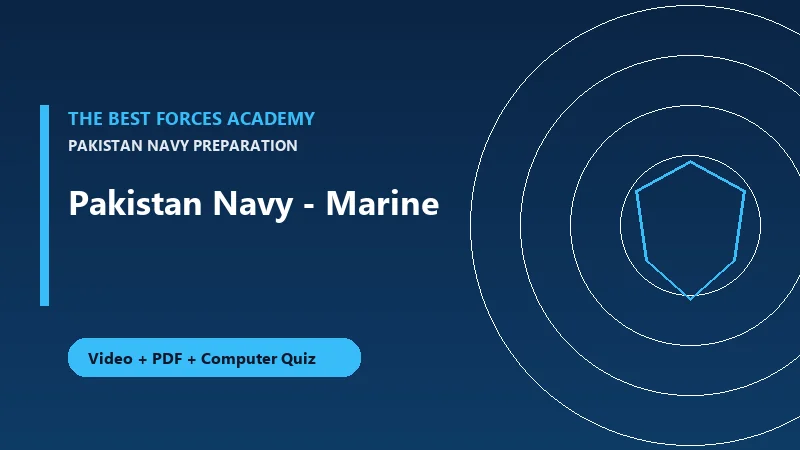 THE BEST FORCES ACADEMY
PAKISTAN NAVY PREPARATION
Pakistan Navy - Marine
Video + PDF + Computer Quiz